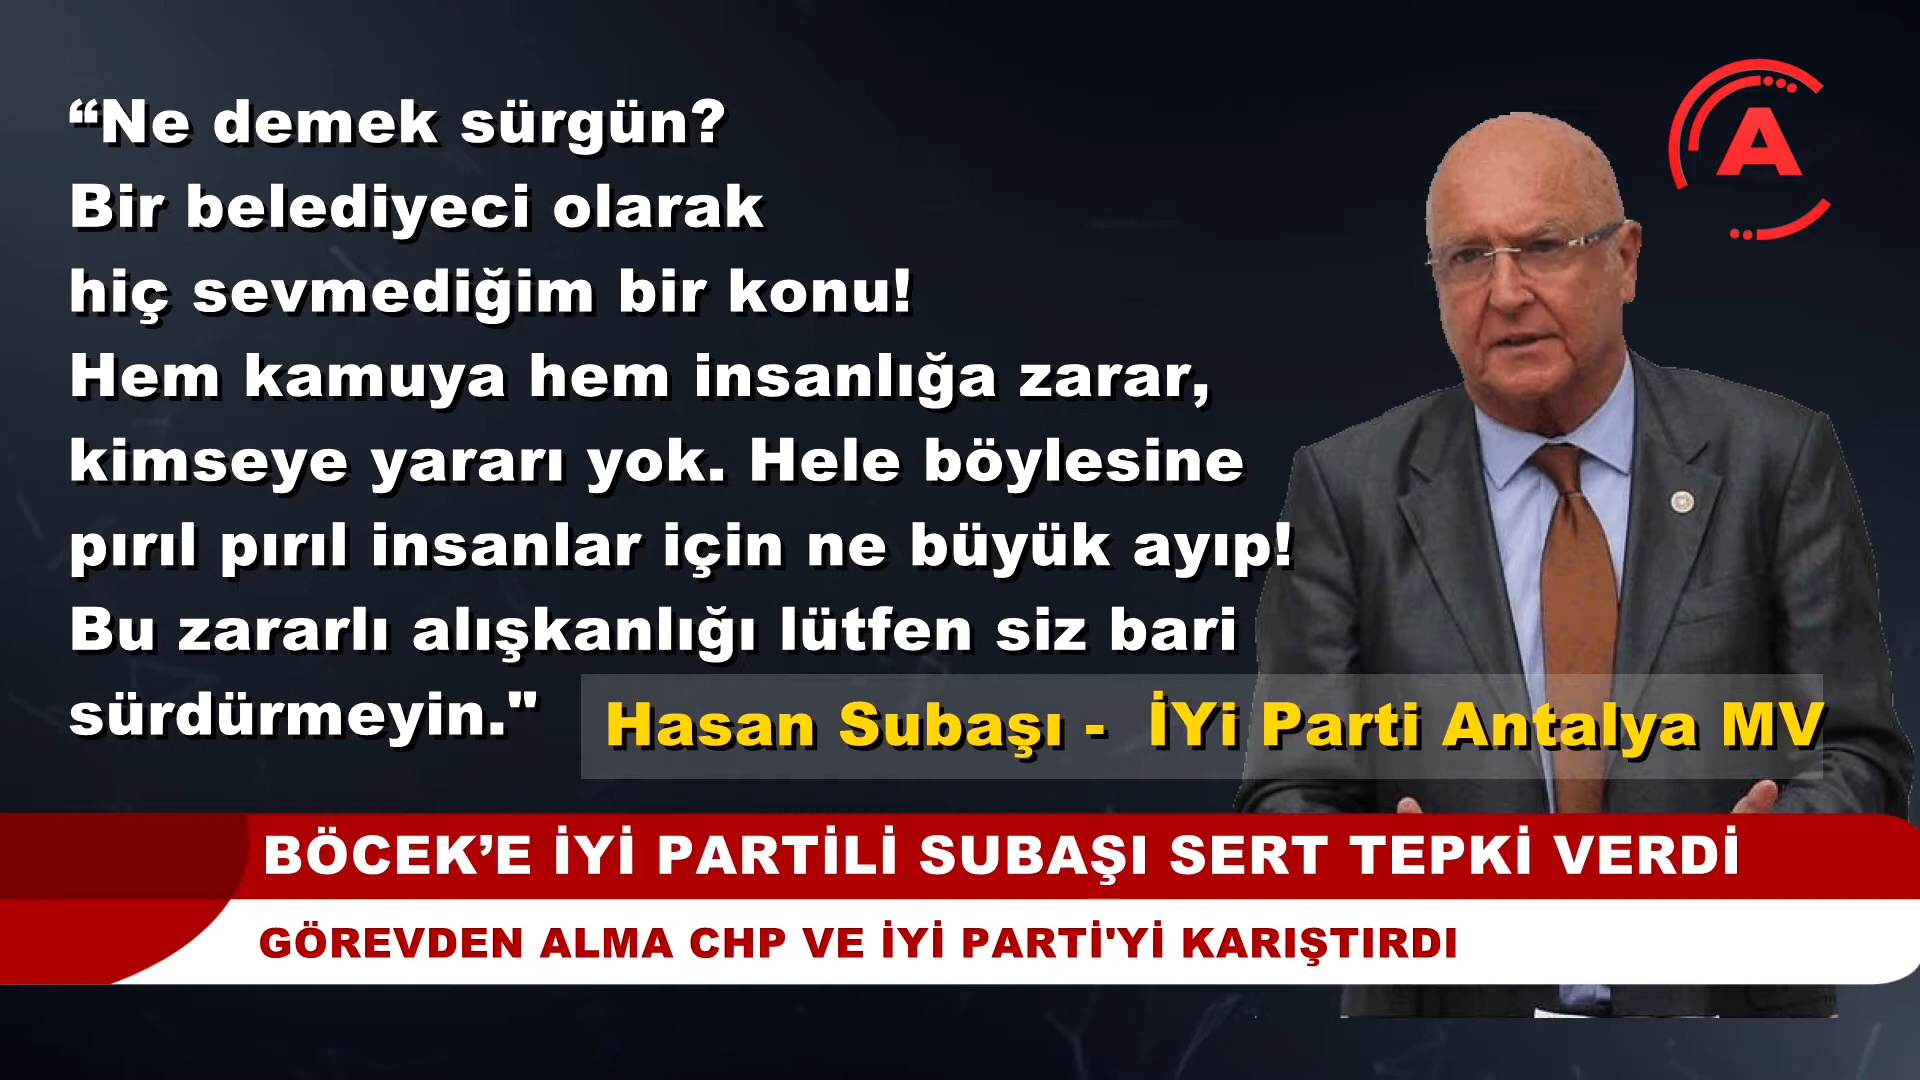 “Ne demek sürgün?
Bir belediyeci olarak
hiç sevmediğim bir konu!
Hem kamuya hem insanlığa zarar,
kimseye yararı yok. Hele böylesine
pırıl pırıl insanlar için ne büyük ayıp!
Bu zararlı alışkanlığı lütfen siz bari
sürdürmeyin."
Hasan Subaşı - İYi Parti Antalya MV
BÖCEK’E İYİ PARTİLİ SUBAŞI SERT TEPKİ VERDİ
GÖREVDEN ALMA CHP VE İYİ PARTİ'Yİ KARIŞTIRDI
A